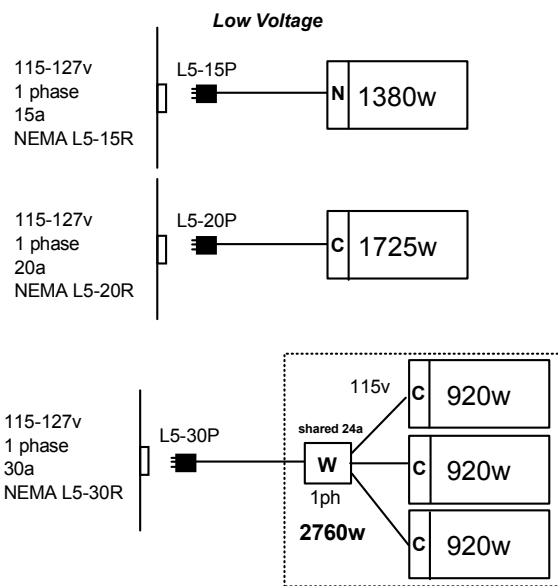 Low Voltage
115-127v
1 phase
15a
NEMA L5-15R
L5-15P
N
1380w
115-127v
1 phase
20a
NEMA L5-20R
L5-20P
C
1725w
115-127v
1 phase
30a
NEMA L5-30R
L5-30P
shared 24a
W
1ph
2760w
115v
C
920w
C
920w
C
920w